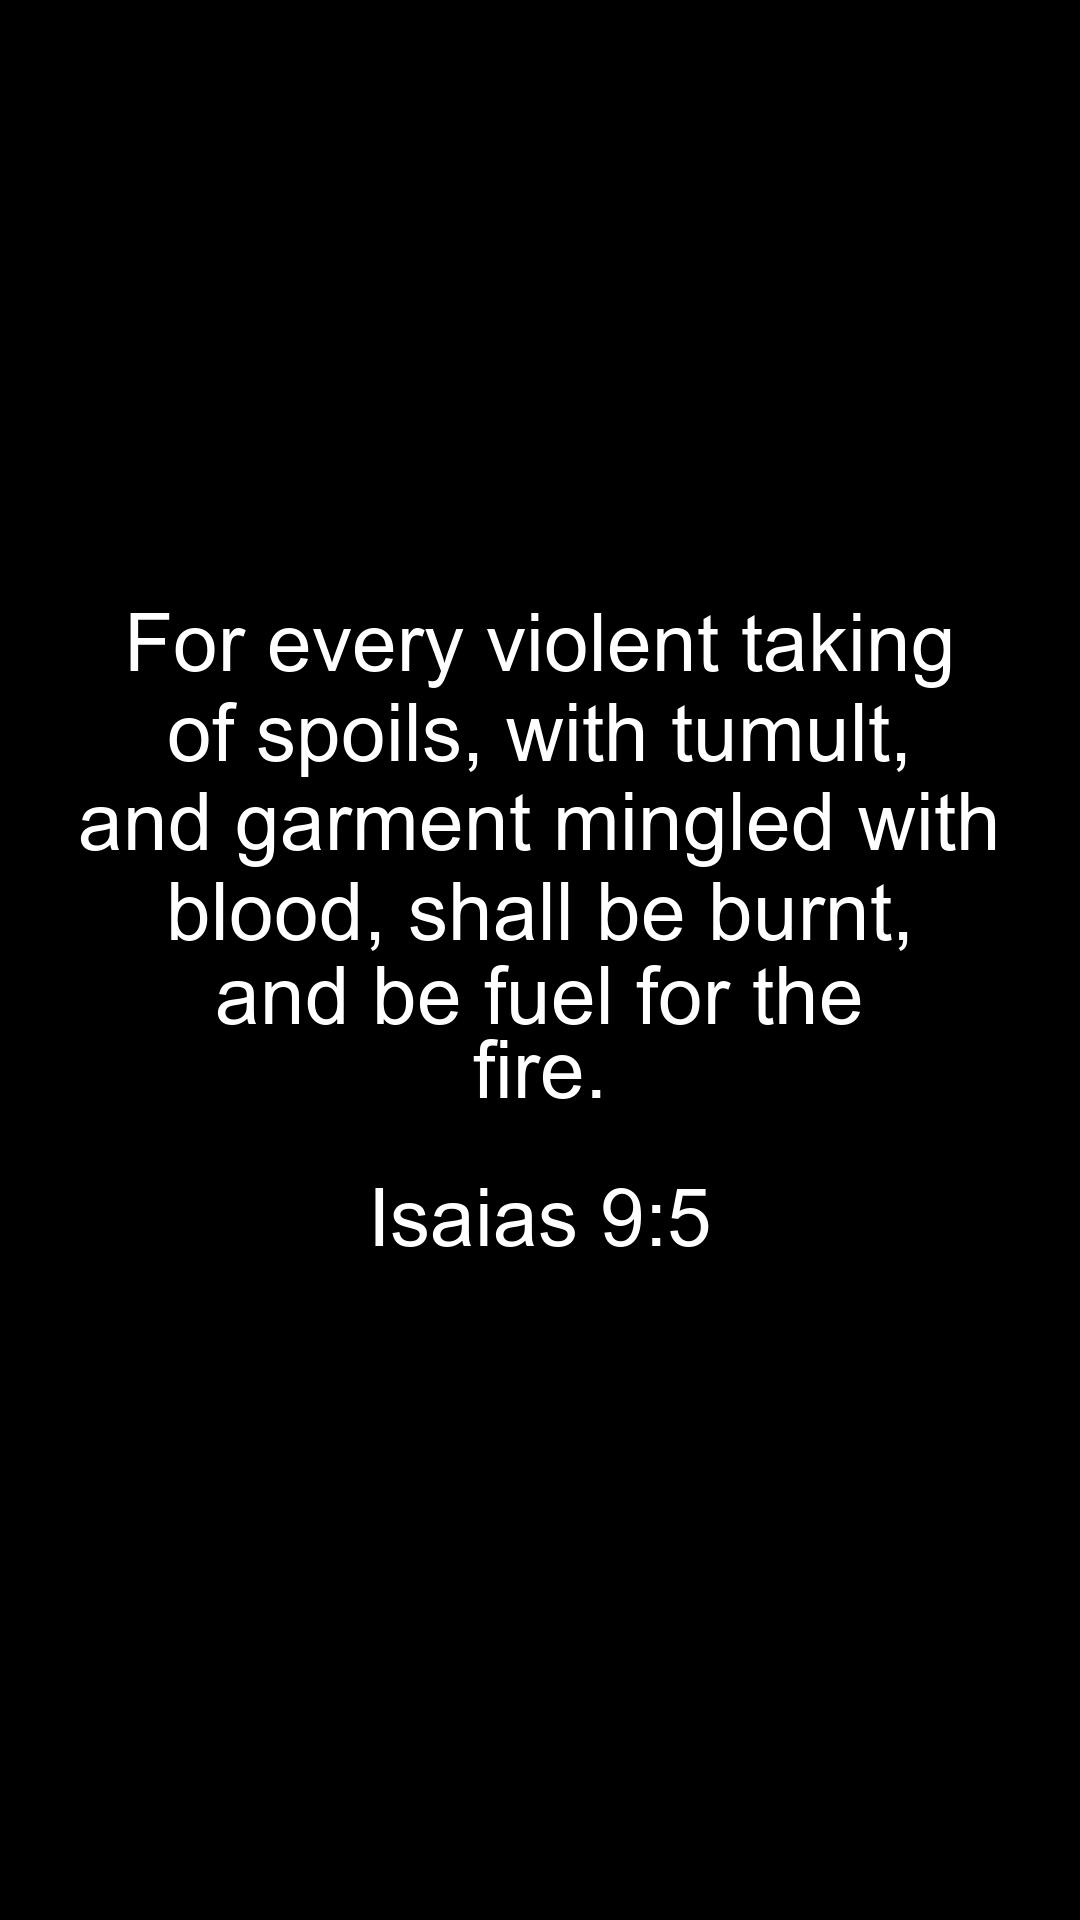 For every violent taking
of spoils, with tumult,
and garment mingled with
blood, shall be burnt,
and be fuel for the
fire.
Isaias 9:5